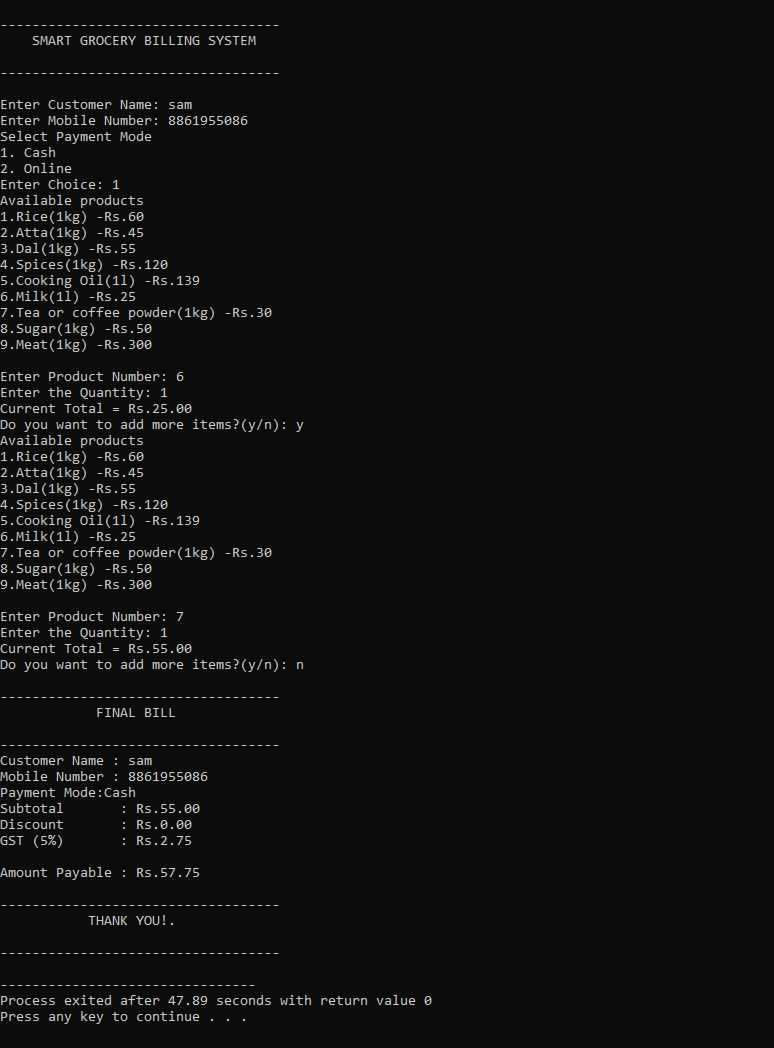 -----------------------------------
    SMART GROCERY BILLING SYSTEM
-----------------------------------
Enter Customer Name: sam
Enter Mobile Number: 8861955086
Select Payment Mode
1. Cash
2. Online
Enter Choice: 1
Available products
1.Rice(1kg) -Rs.60
2.Atta(1kg) -Rs.45
3.Dal(1kg) -Rs.55
4.Spices(1kg) -Rs.120
5.Cooking Oil(1l) -Rs.139
6.Milk(1l) -Rs.25
7.Tea or coffee powder(1kg) -Rs.30
8.Sugar(1kg) -Rs.50
9.Meat(1kg) -Rs.300
Enter Product Number: 6
Enter the Quantity: 1
Current Total = Rs.25.00
Do you want to add more items?(y/n): y
Available products
1.Rice(1kg) -Rs.60
2.Atta(1kg) -Rs.45
3.Dal(1kg) -Rs.55
4.Spices(1kg) -Rs.120
5.Cooking Oil(1l) -Rs.139
6.Milk(1l) -Rs.25
7.Tea or coffee powder(1kg) -Rs.30
8.Sugar(1kg) -Rs.50
9.Meat(1kg) -Rs.300
Enter Product Number: 7
Enter the Quantity: 1
Current Total = Rs.55.00
Do you want to add more items?(y/n): n
-----------------------------------
            FINAL BILL
-----------------------------------
Customer Name : sam
Mobile Number : 8861955086
Payment Mode:Cash
Subtotal       : Rs.55.00
Discount       : Rs.0.00
GST (5%)       : Rs.2.75
Amount Payable : Rs.57.75
-----------------------------------
           THANK YOU!.
-----------------------------------
--------------------------------
Process exited after 47.89 seconds with return value 0
Press any key to continue . . .